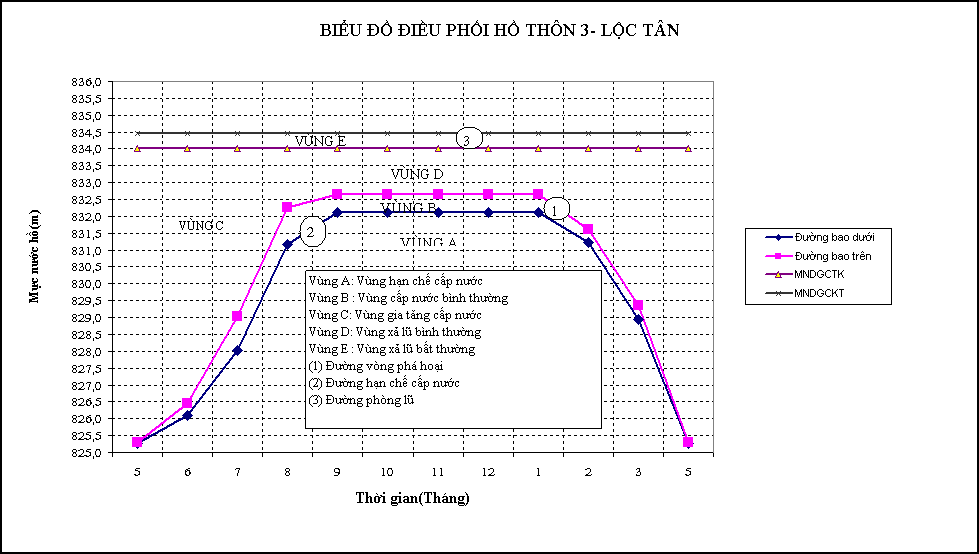 BIỂU ĐỒ ĐIỀU PHỐI HỒ THÔN 3- LỘC TÂN
Mực nước hồ(m)
836,0
835,5
835,0
834,5
834,0
833,5
833,0
832,5
832,0
831,5
831,0
830,5
830,0
829,5
829,0
828,5
828,0
827,5
827,0
826,5
826,0
825,5
825,0
VÙNG E
3
VÙNG D
VÙNG B
1
VÙNG C
2
VÙNG A
Vùng A: Vùng hạn chế cấp nước
Vùng B : Vùng cấp nước bình thường
Vùng C: Vùng gia tăng cấp nước
Vùng D: Vùng xả lũ bình thường
Vùng E : Vùng xả lũ bất thường
(1) Đường vòng phá hoại
(2) Đường hạn chế cấp nước
(3) Đường phòng lũ
5 6 7 8 9 10 11 12 1 2 3 5
Thời gian(Tháng)
Đường bao dưới
Đường bao trên
MNDGCTK
MNDGCKT